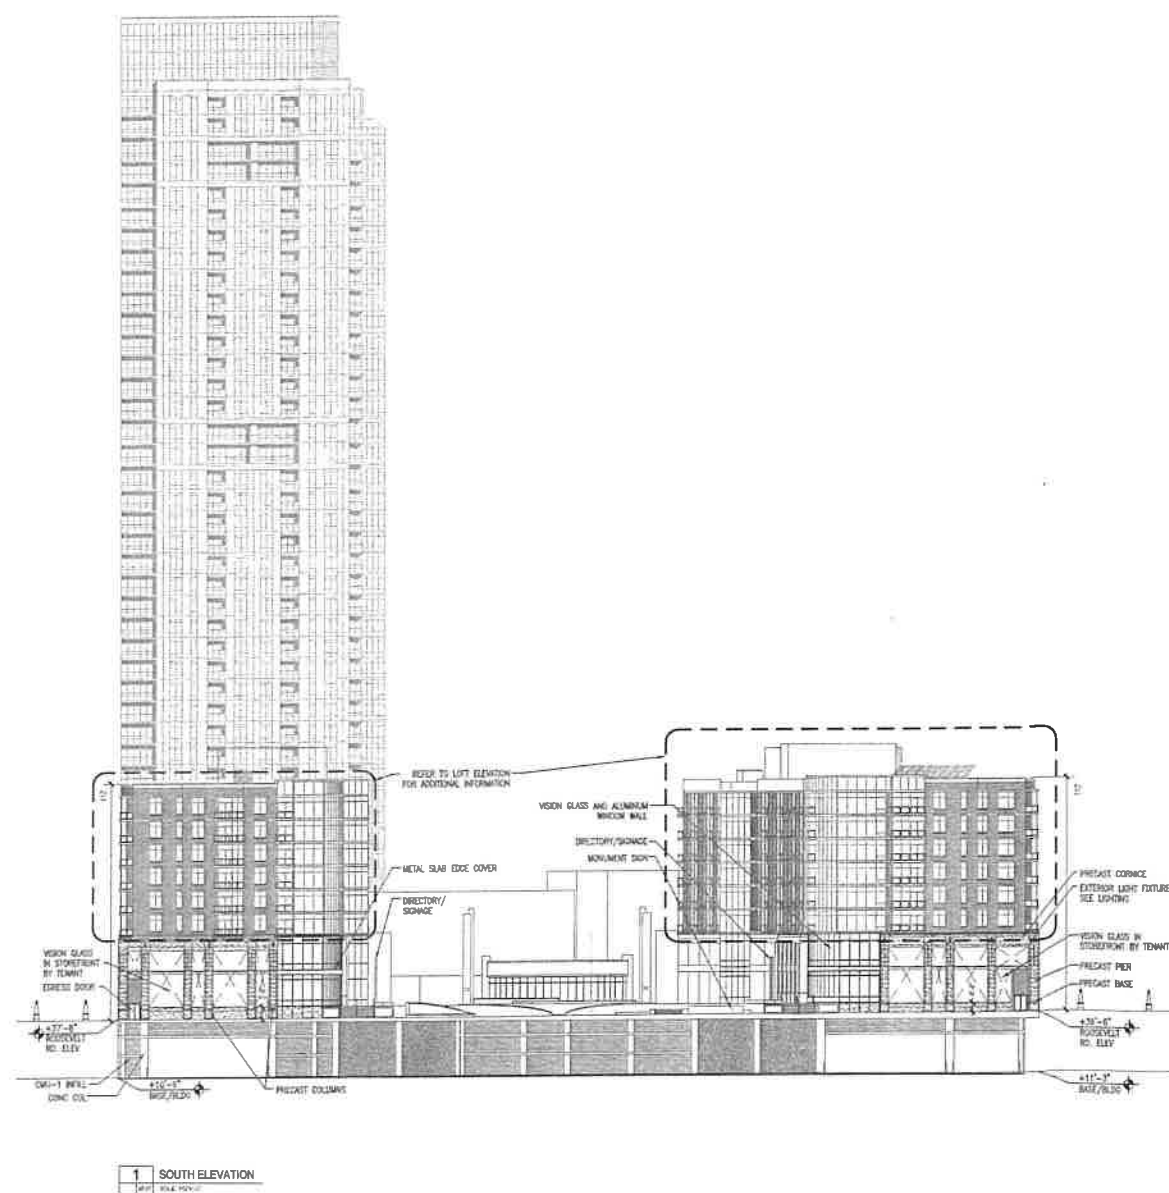 REFER TO LOFT ELEVATION
FOR ADDITIONAL INFORMATION
VISION GLASS AND ALUMINUM
WINDOW WALL
DIRECTORY/SIGNAGE
MONUMENT SIGN
METAL SLAB EDGE COVER
DIRECTORY/
SIGNAGE
PRECAST CORNICE
EXTERIOR LIGHT FIXTURE
SEE LIGHTING
VISION GLASS IN
STOREFRONT BY TENANT
PRECAST PIER
PRECAST BASE
VISION GLASS
IN STOREFRONT
BY TENANT
EGRESS DOOR
ROOSEVELT
RD. ELEV
ROOSEVELT
RD. ELEV
CMU-1 INFILL
CONC COL
BASE/BLDG
PRECAST COLUMNS
+11'-3"
BASE/BLDG
1 SOUTH ELEVATION